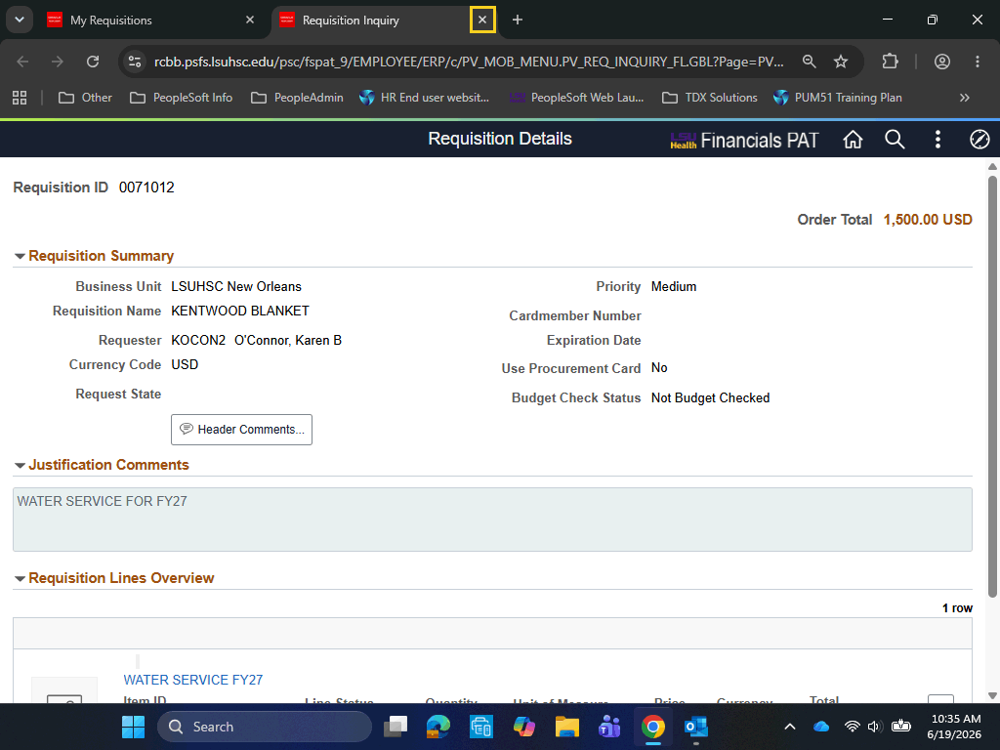 My Requisitions
Requisition Inquiry
rcbb.psfs.lsuhsc.edu/psc/fspat_9/EMPLOYEE/ERP/c/PV_MOB_MENU.PV_REQ_INQUIRY_FL.GBL?Page=PV...
Other PeopleSoft Info PeopleAdmin HR End user websit... PeopleSoft Web Lau... TDX Solutions PUM51 Training Plan
Requisition Details
LSU Health Financials PAT
Requisition ID 0071012
Order Total 1,500.00 USD
Requisition Summary
Business Unit LSUHSC New Orleans
Priority Medium
Requisition Name KENTWOOD BLANKET
Cardmember Number
Requester KOCON2 O'Connor, Karen B
Expiration Date
Currency Code USD
Use Procurement Card No
Request State
Budget Check Status Not Budget Checked
Header Comments...
Justification Comments
WATER SERVICE FOR FY27
Requisition Lines Overview
1 row
WATER SERVICE FY27
Item ID Line Status Quantity Unit of Measure Price Currency Total
Search
10:35 AM
6/19/2026